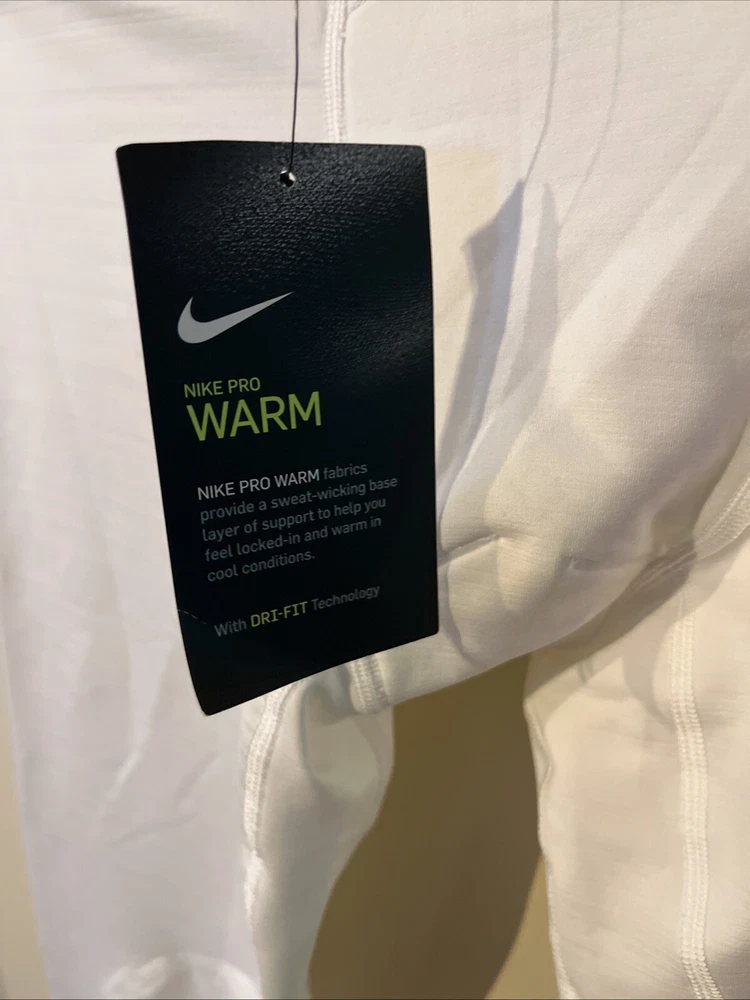 NIKE PRO
WARM
NIKE PRO WARM fabrics
provide a sweat-wicking base
layer of support to help you
feel locked-in and warm in
cool conditions.
With DRI-FIT Technology